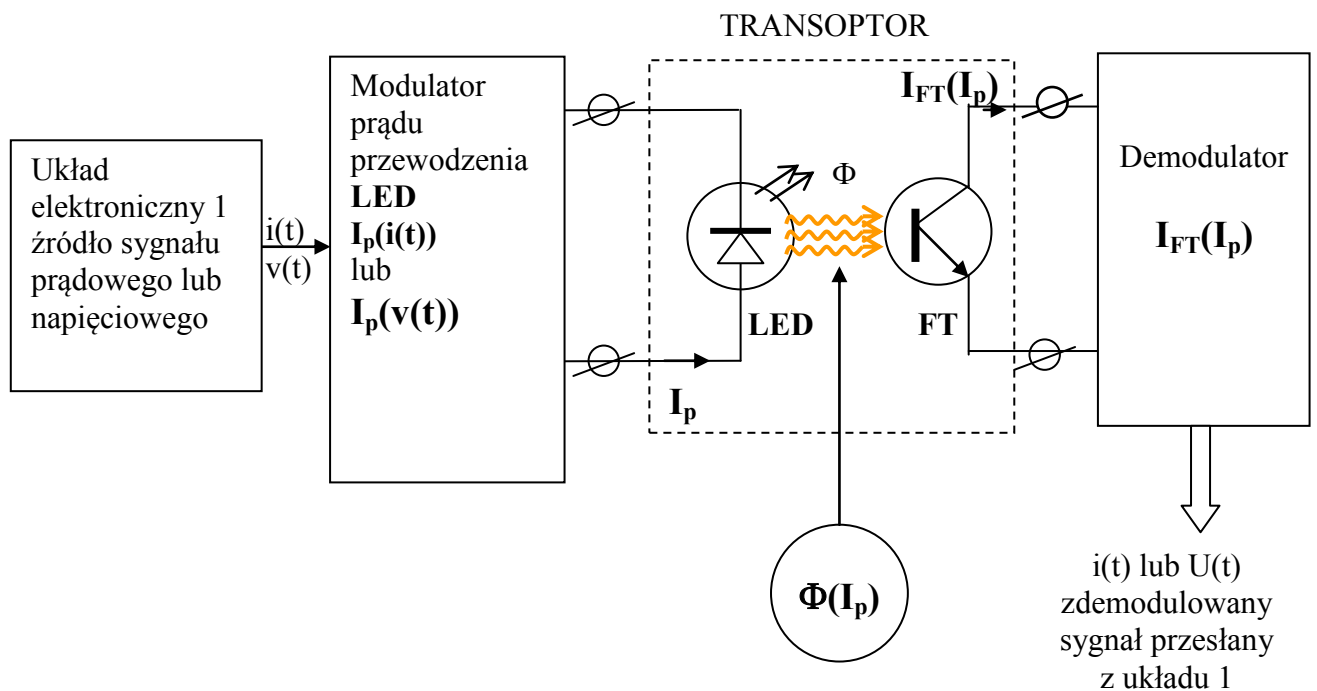 TRANSOPTOR
Układ
elektroniczny 1
źródło sygnału
prądowego lub
napięciowego
i(t)
v(t)
Modulator
prądu
przewodzenia
LED
Ip(i(t))
lub
Ip(v(t))
Ip
LED
Φ
FT
IFT(Ip)
Φ(Ip)
Demodulator
IFT(Ip)
i(t) lub U(t)
zdemodulowany
sygnał przesłany
z układu 1